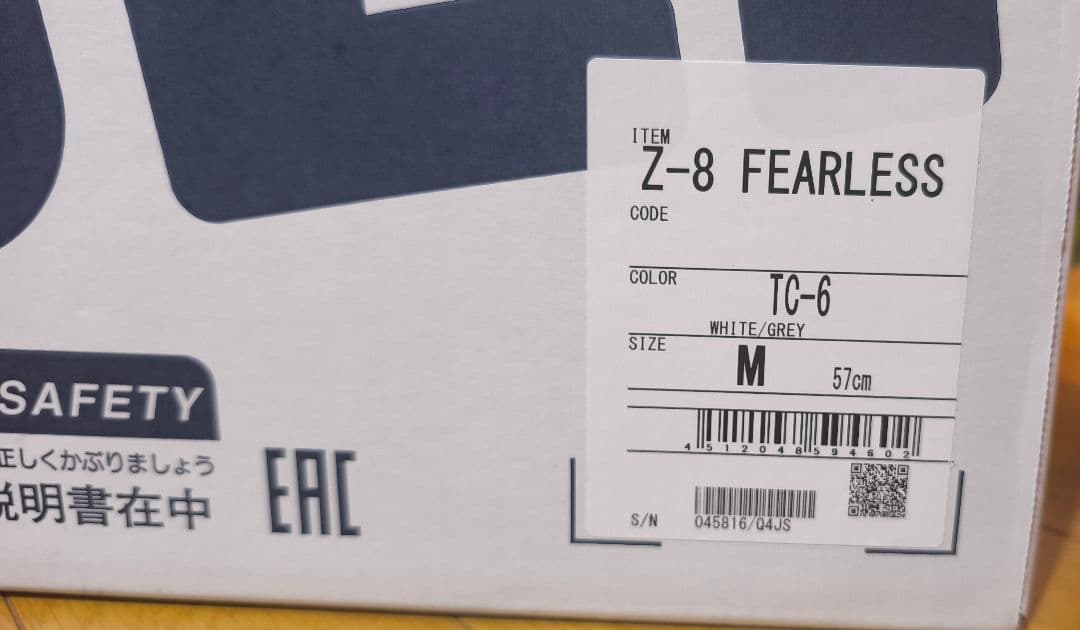 ITEM
Z-8 FEARLESS
CODE
COLOR
TC-6
WHITE/GREY
SIZE
M 57cm
4512048594602
S/N 045816/Q4JS
SAFETY
正しくかぶりましょう
説明書在中
EAC